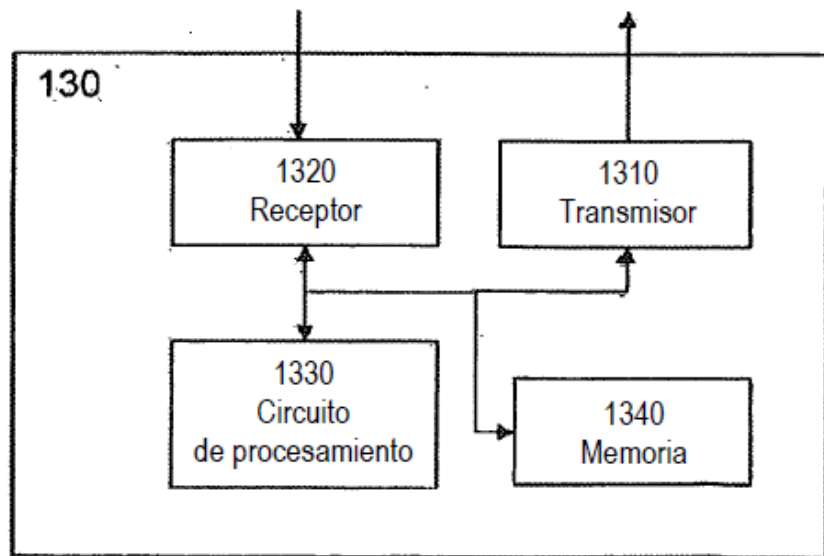 130
1320
Receptor
1310
Transmisor
1330
Circuito
de procesamiento
1340
Memoria